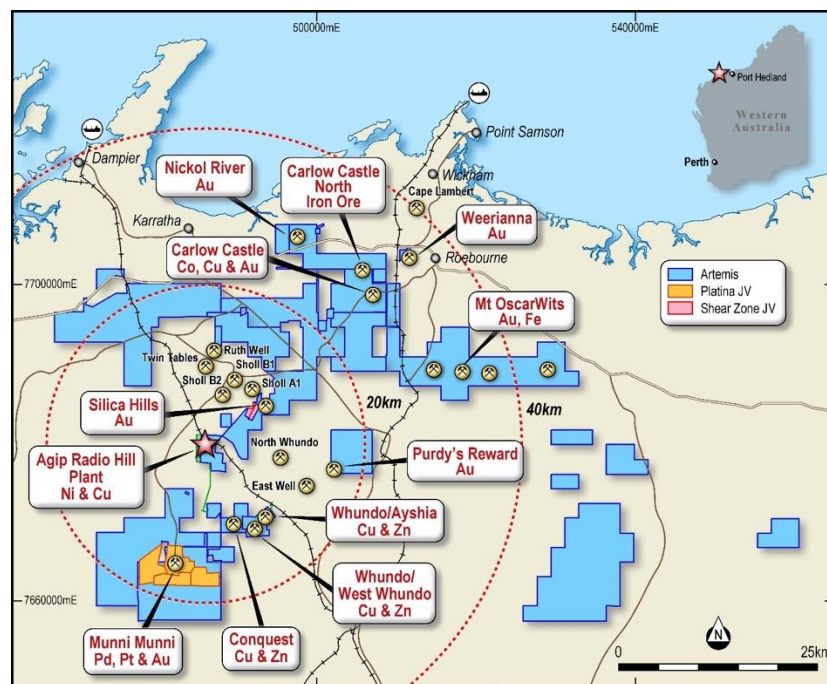 500000mE
540000mE
Port Hedland
Western
Australia
Perth
Point Samson
Dampier
Wickham
Nickol River
Au
Carlow Castle
North
Iron Ore
Cape Lambert
Karratha
Weerianna
Au
Carlow Castle
Co, Cu & Au
Roebourne
7700000mE
Artemis
Platina JV
Shear Zone JV
Mt OscarWits
Au, Fe
Ruth Well
Twin Tables
Sholl B1
Sholl B2
Sholl A1
20km
40km
Silica Hills
Au
North Whundo
Agip Radio Hill
Plant
Ni & Cu
Purdy's Reward
Au
East Well
Whundo/Ayshia
Cu & Zn
Whundo/
West Whundo
Cu & Zn
7660000mE
Munni Munni
Pd, Pt & Au
Conquest
Cu & Zn
N
0
25km